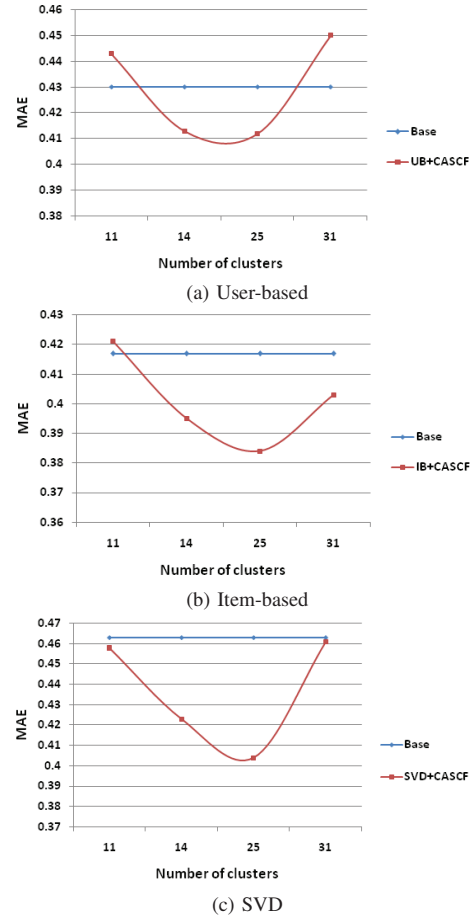 0.46
0.45
0.44
0.43
0.42
0.41
0.4
0.39
0.38
MAE
11 14 25 31
Number of clusters
Base
UB+CASCF
(a) User-based
0.43
0.42
0.41
0.4
0.39
0.38
0.37
0.36
MAE
11 14 25 31
Number of clusters
Base
IB+CASCF
(b) Item-based
0.47
0.46
0.45
0.44
0.43
0.42
0.41
0.4
0.39
0.38
0.37
MAE
11 14 25 31
Number of clusters
Base
SVD+CASCF
(c) SVD